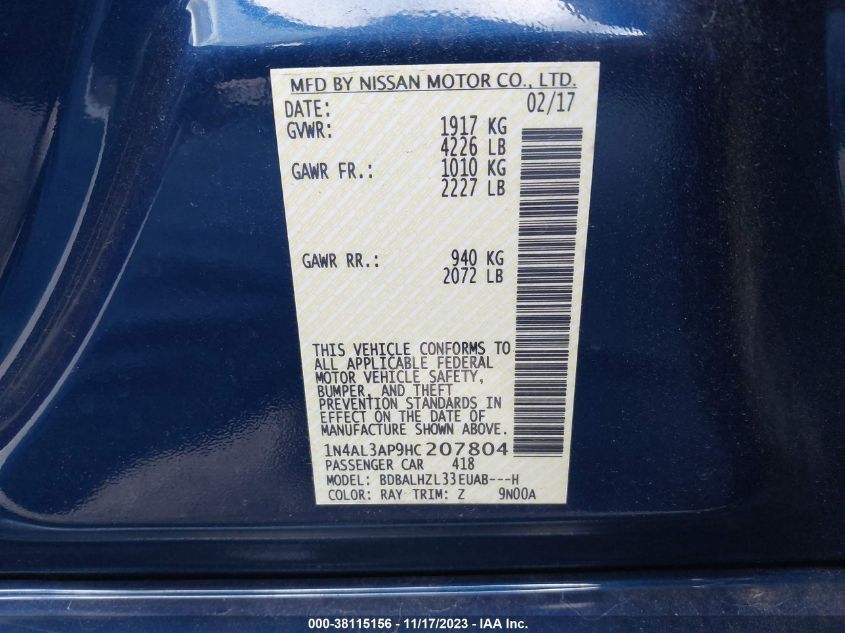 MFD BY NISSAN MOTOR CO., LTD.
DATE: 02/17
GVWR: 1917 KG
4226 LB
GAWR FR.: 1010 KG
2227 LB
GAWR RR.: 940 KG
2072 LB
THIS VEHICLE CONFORMS TO
ALL APPLICABLE FEDERAL
MOTOR VEHICLE SAFETY,
BUMPER, AND THEFT
PREVENTION STANDARDS IN
EFFECT ON THE DATE OF
MANUFACTURE SHOWN ABOVE.
1N4AL3AP9HC207804
PASSENGER CAR 418
MODEL: BDBALHZL33EUAB---H
COLOR: RAY TRIM: Z 9N00A
000-38115156 - 11/17/2023 - IAA Inc.